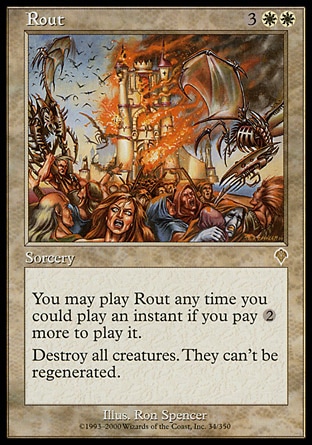 Rout 3
Sorcery
You may play Rout any time you
could play an instant if you pay 2
more to play it.
Destroy all creatures. They can't be
regenerated.
Illus. Ron Spencer
©1993-2000 Wizards of the Coast, Inc. 34/350